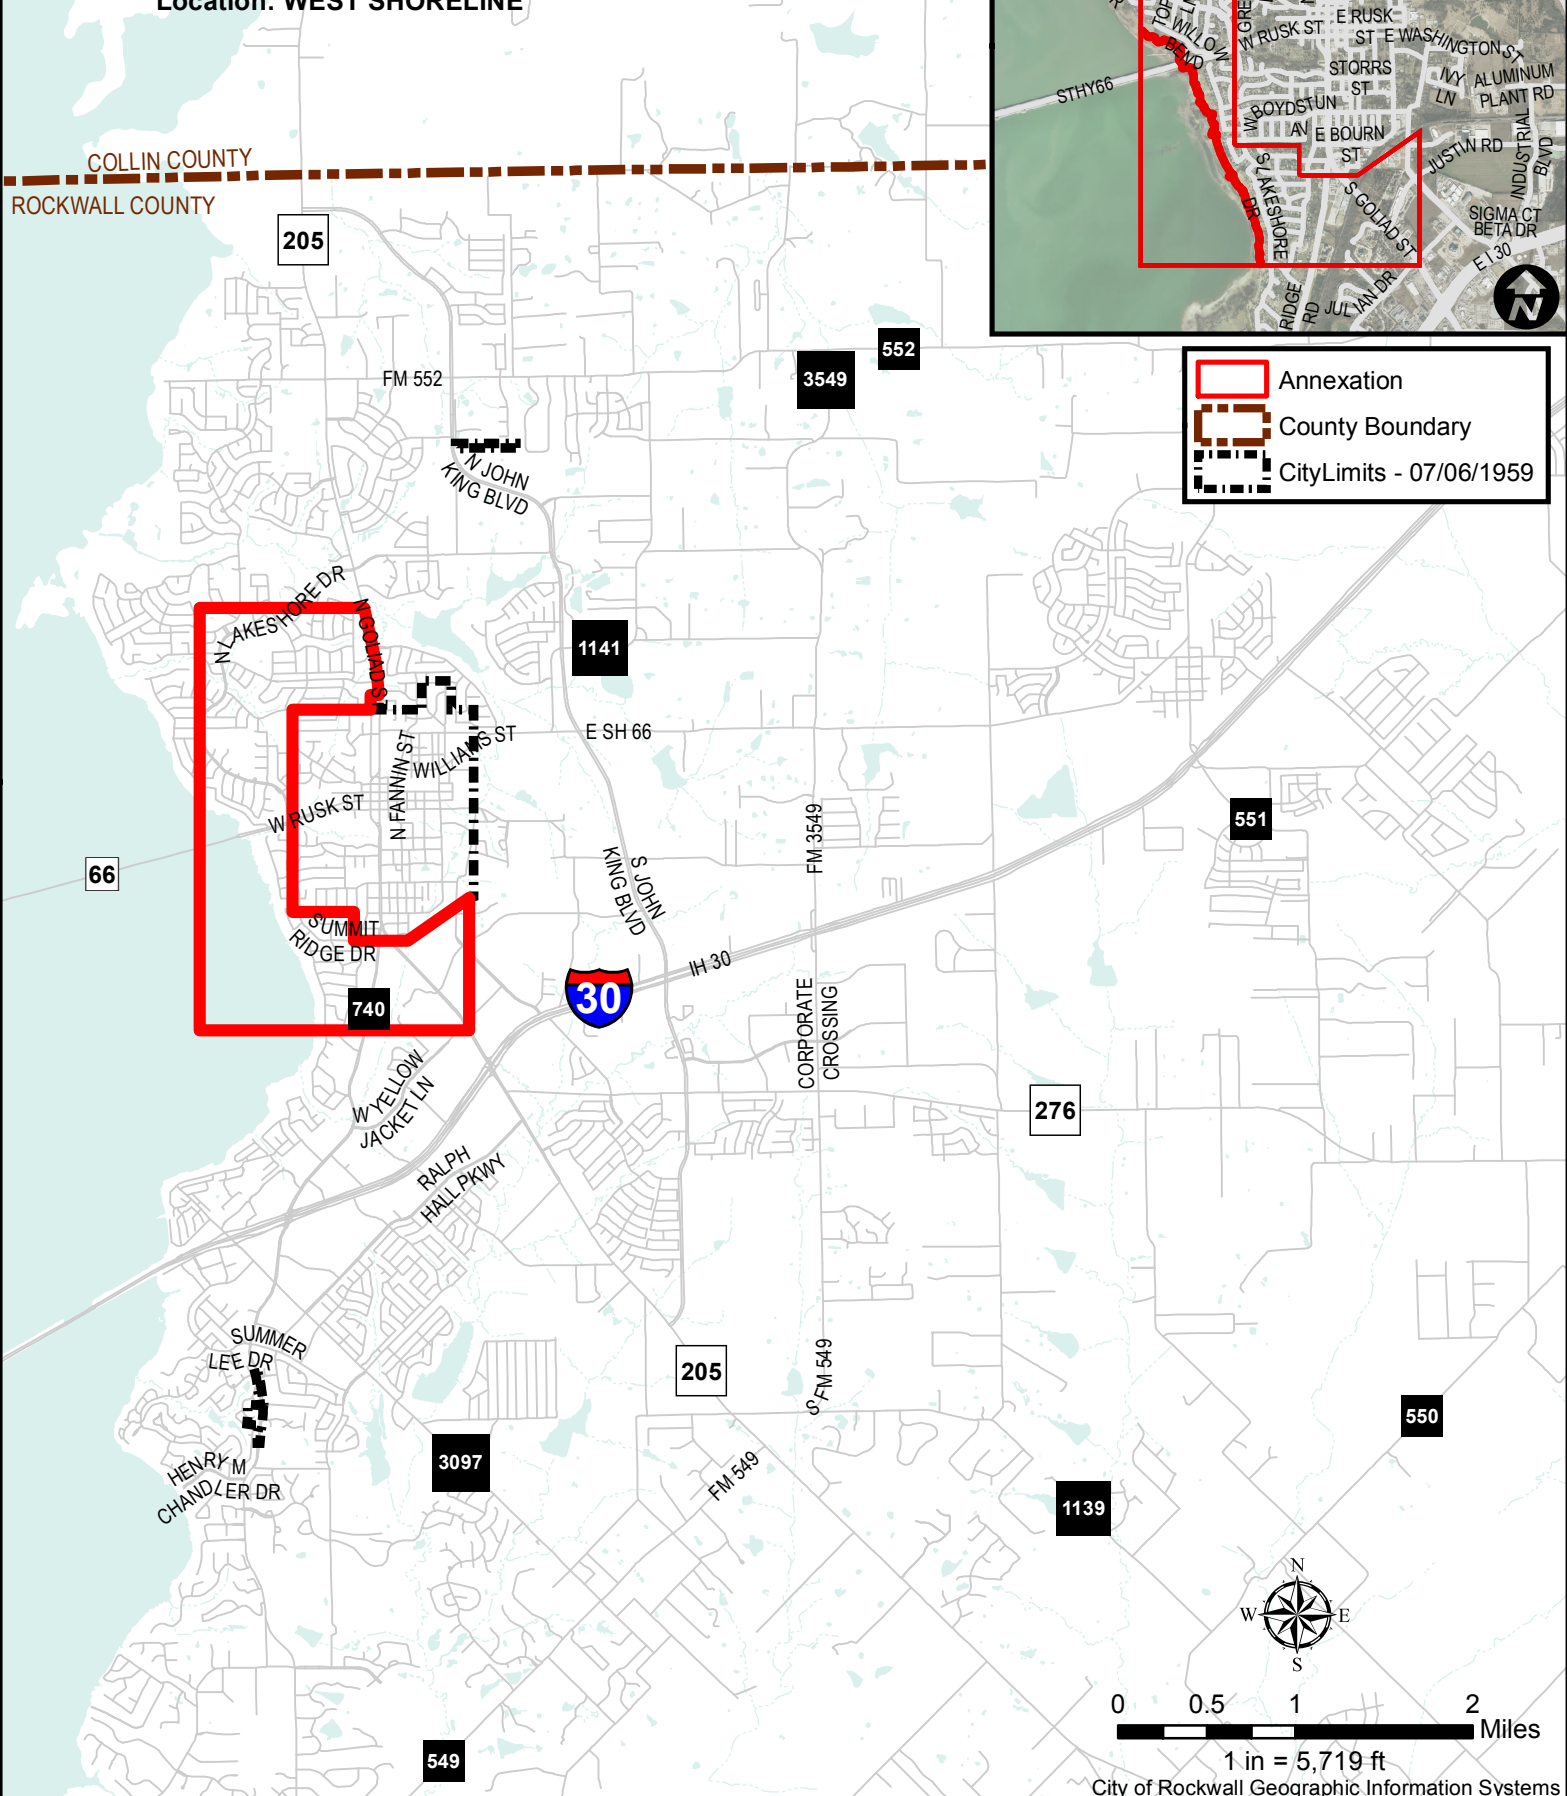 Location: WEST SHORELINE
WILLOW
BEND
W RUSK ST
E RUSK
ST
E WASHINGTON ST
STORRS
ST
IVY
LN
ALUMINUM
PLANT RD
STHY66
W BOYDSTUN
AV
E BOURN
ST
JUSTIN RD
INDUSTRIAL
BLVD
S LAKESHORE
DR
S GOLIAD ST
SIGMA CT
BETA DR
E I 30
RIDGE
RD
JULIAN DR
N
COLLIN COUNTY
ROCKWALL COUNTY
205
552
3549
FM 552
Annexation
County Boundary
CityLimits - 07/06/1959
N JOHN
KING BLVD
N LAKESHORE DR
N GOLIAD ST
1141
E SH 66
WILLIAMS ST
N FANNIN ST
W RUSK ST
66
FM 3549
551
S JOHN
KING BLVD
SUMMIT
RIDGE DR
IH 30
30
740
CORPORATE
CROSSING
W YELLOW
JACKET LN
276
RALPH
HALL PKWY
SUMMER
LEE DR
205
S FM 549
550
HENRY M
CHANDLER DR
3097
FM 549
1139
N
W
E
S
0 0.5 1 2
Miles
549
1 in = 5,719 ft
City of Rockwall Geographic Information Systems